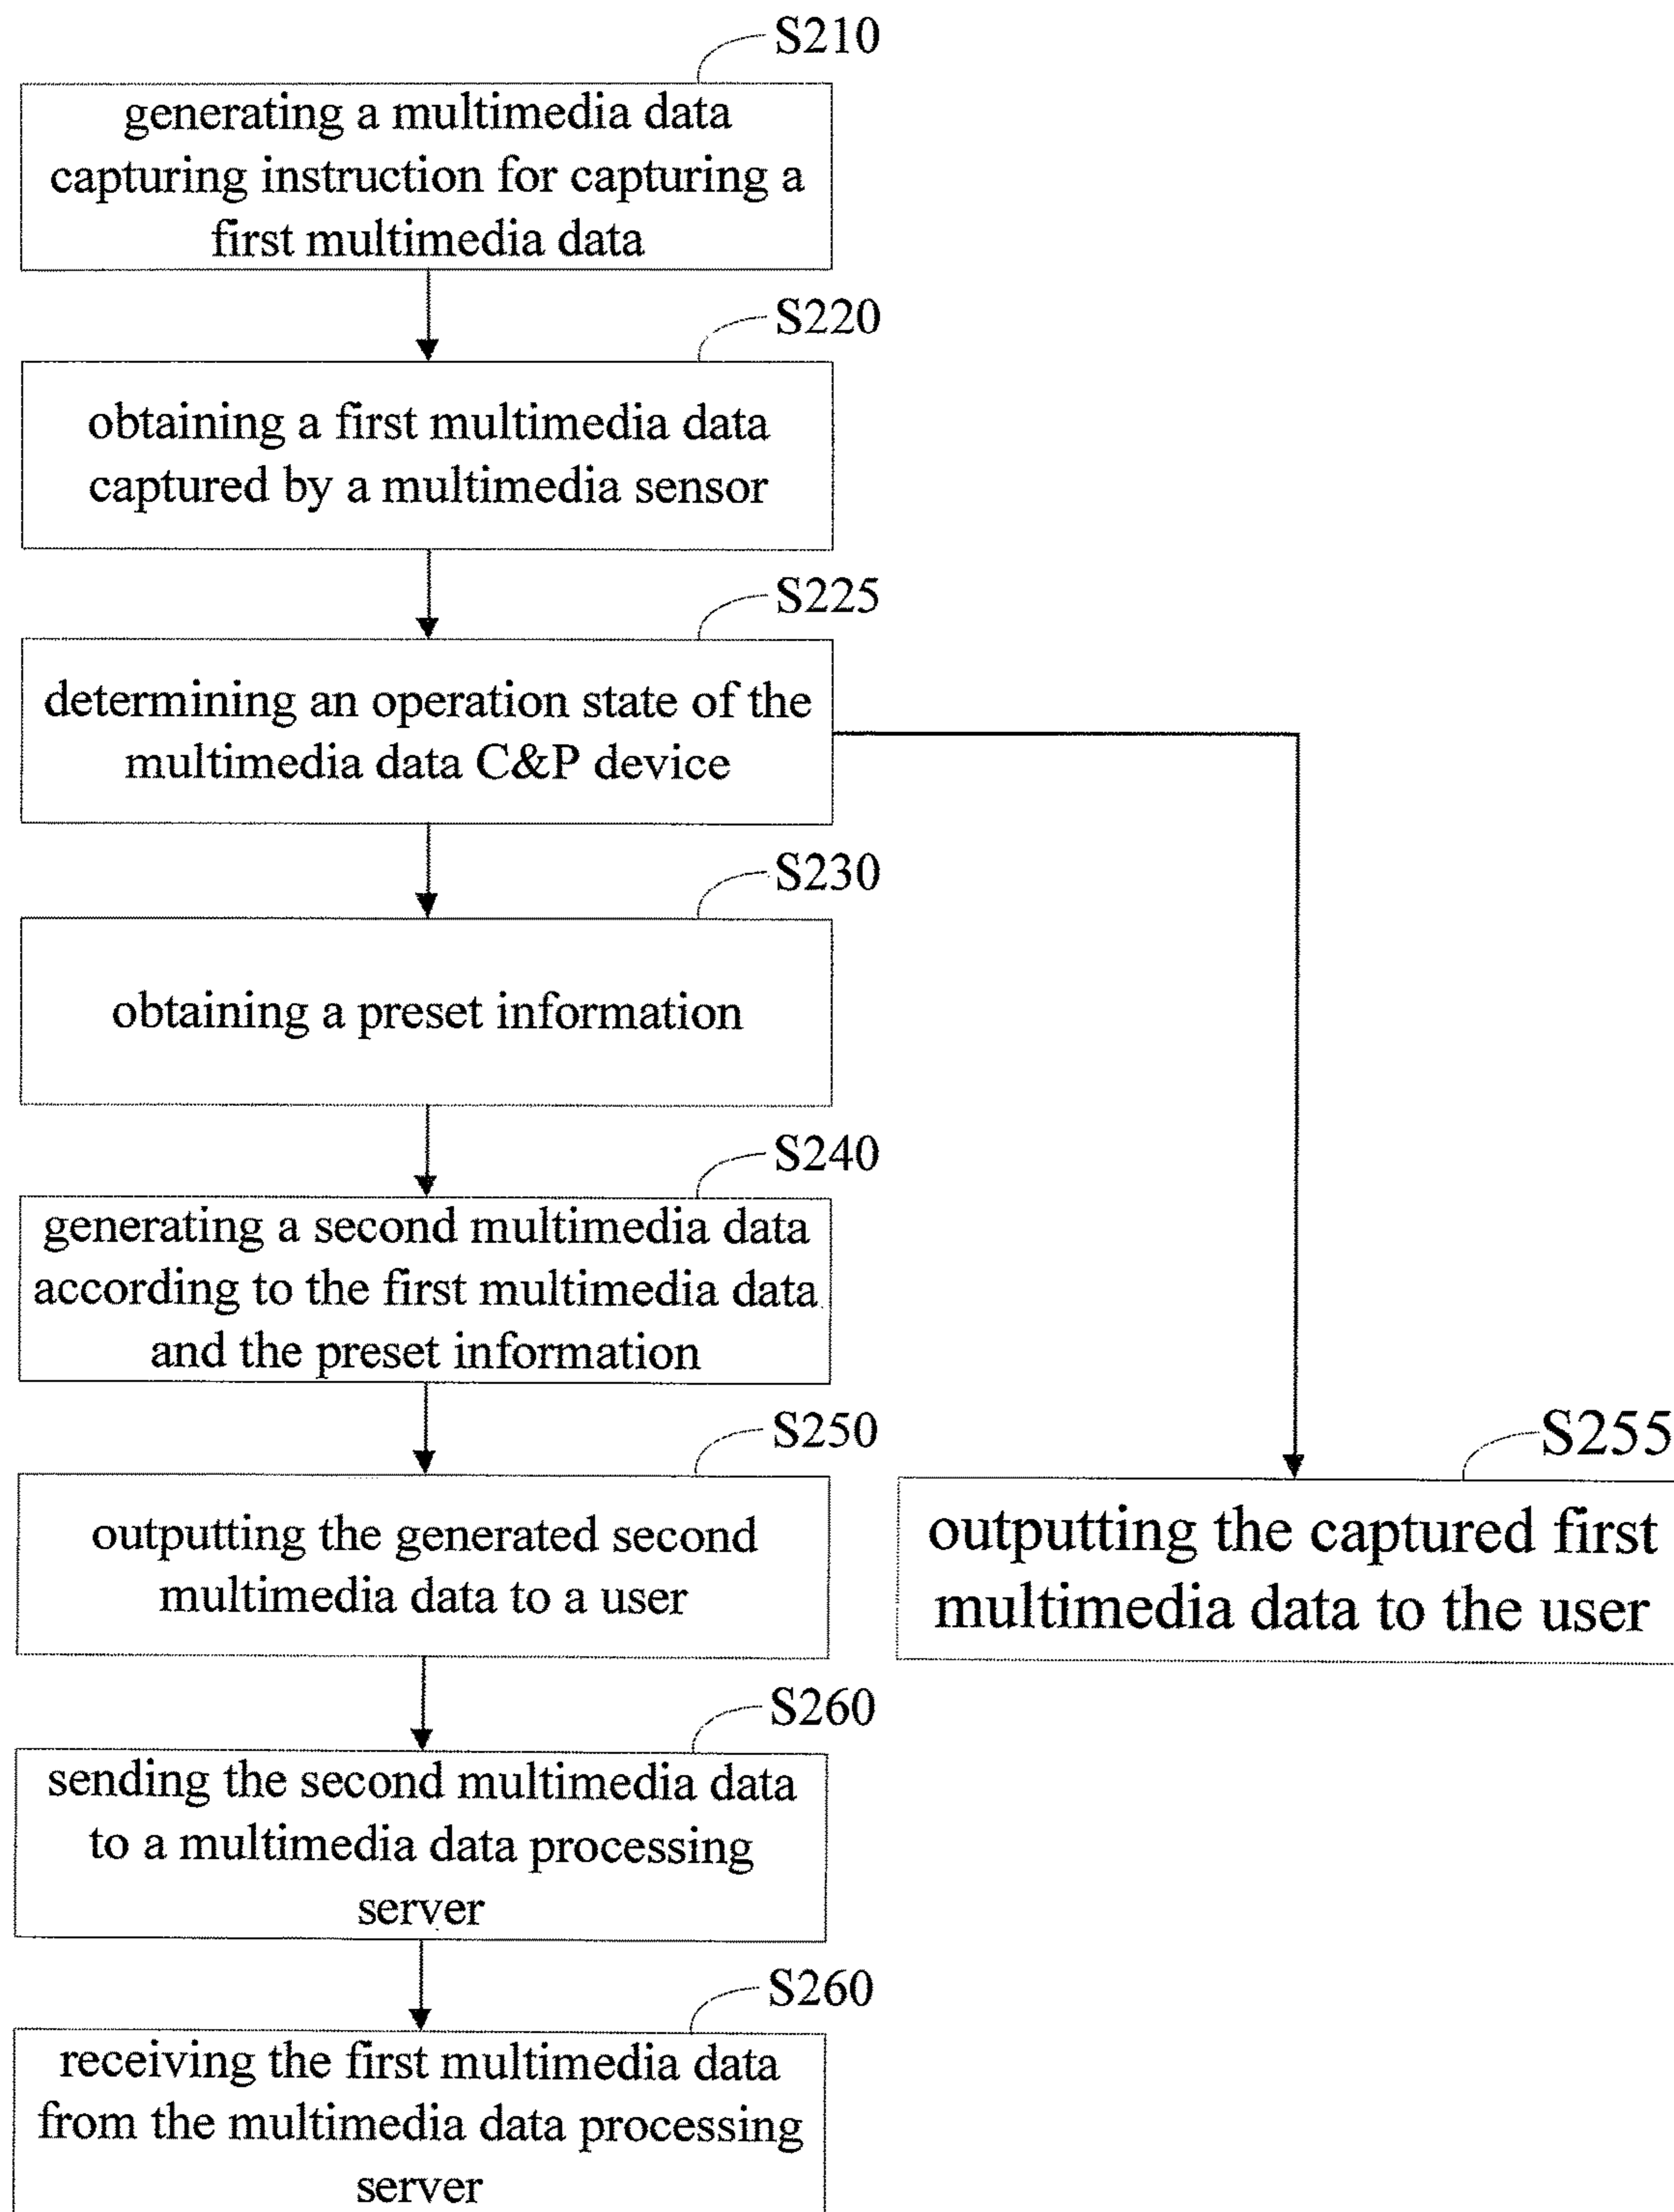 S210
generating a multimedia data
capturing instruction for capturing a
first multimedia data
S220
obtaining a first multimedia data
captured by a multimedia sensor
S225
determining an operation state of the
multimedia data C&P device
S230
obtaining a preset information
S240
generating a second multimedia data
according to the first multimedia data
and the preset information
S250
outputting the generated second
multimedia data to a user
S255
outputting the captured first
multimedia data to the user
S260
sending the second multimedia data
to a multimedia data processing
server
S260
receiving the first multimedia data
from the multimedia data processing
server